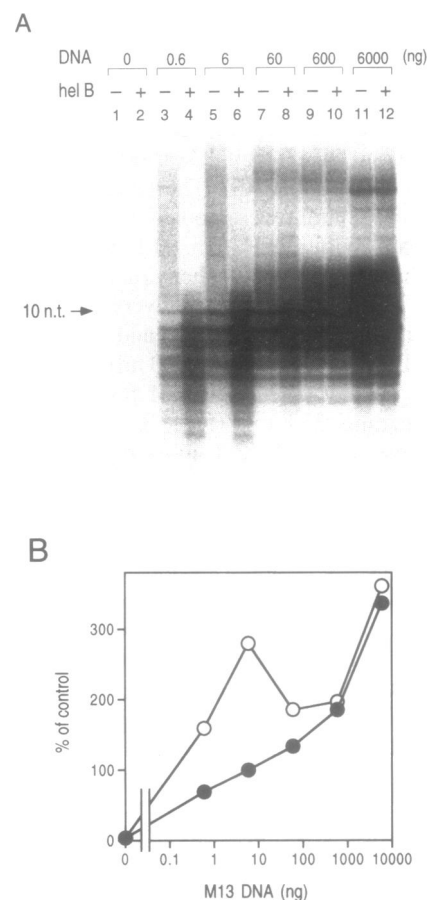 A
DNA 0 0.6 6 60 600 6000 (ng)
hel B − + − + − + − + − + − +
1 2 3 4 5 6 7 8 9 10 11 12
10 n.t.
B
% of control
300
200
100
0
0 0.1 1 10 100 1000 10000
M13 DNA (ng)